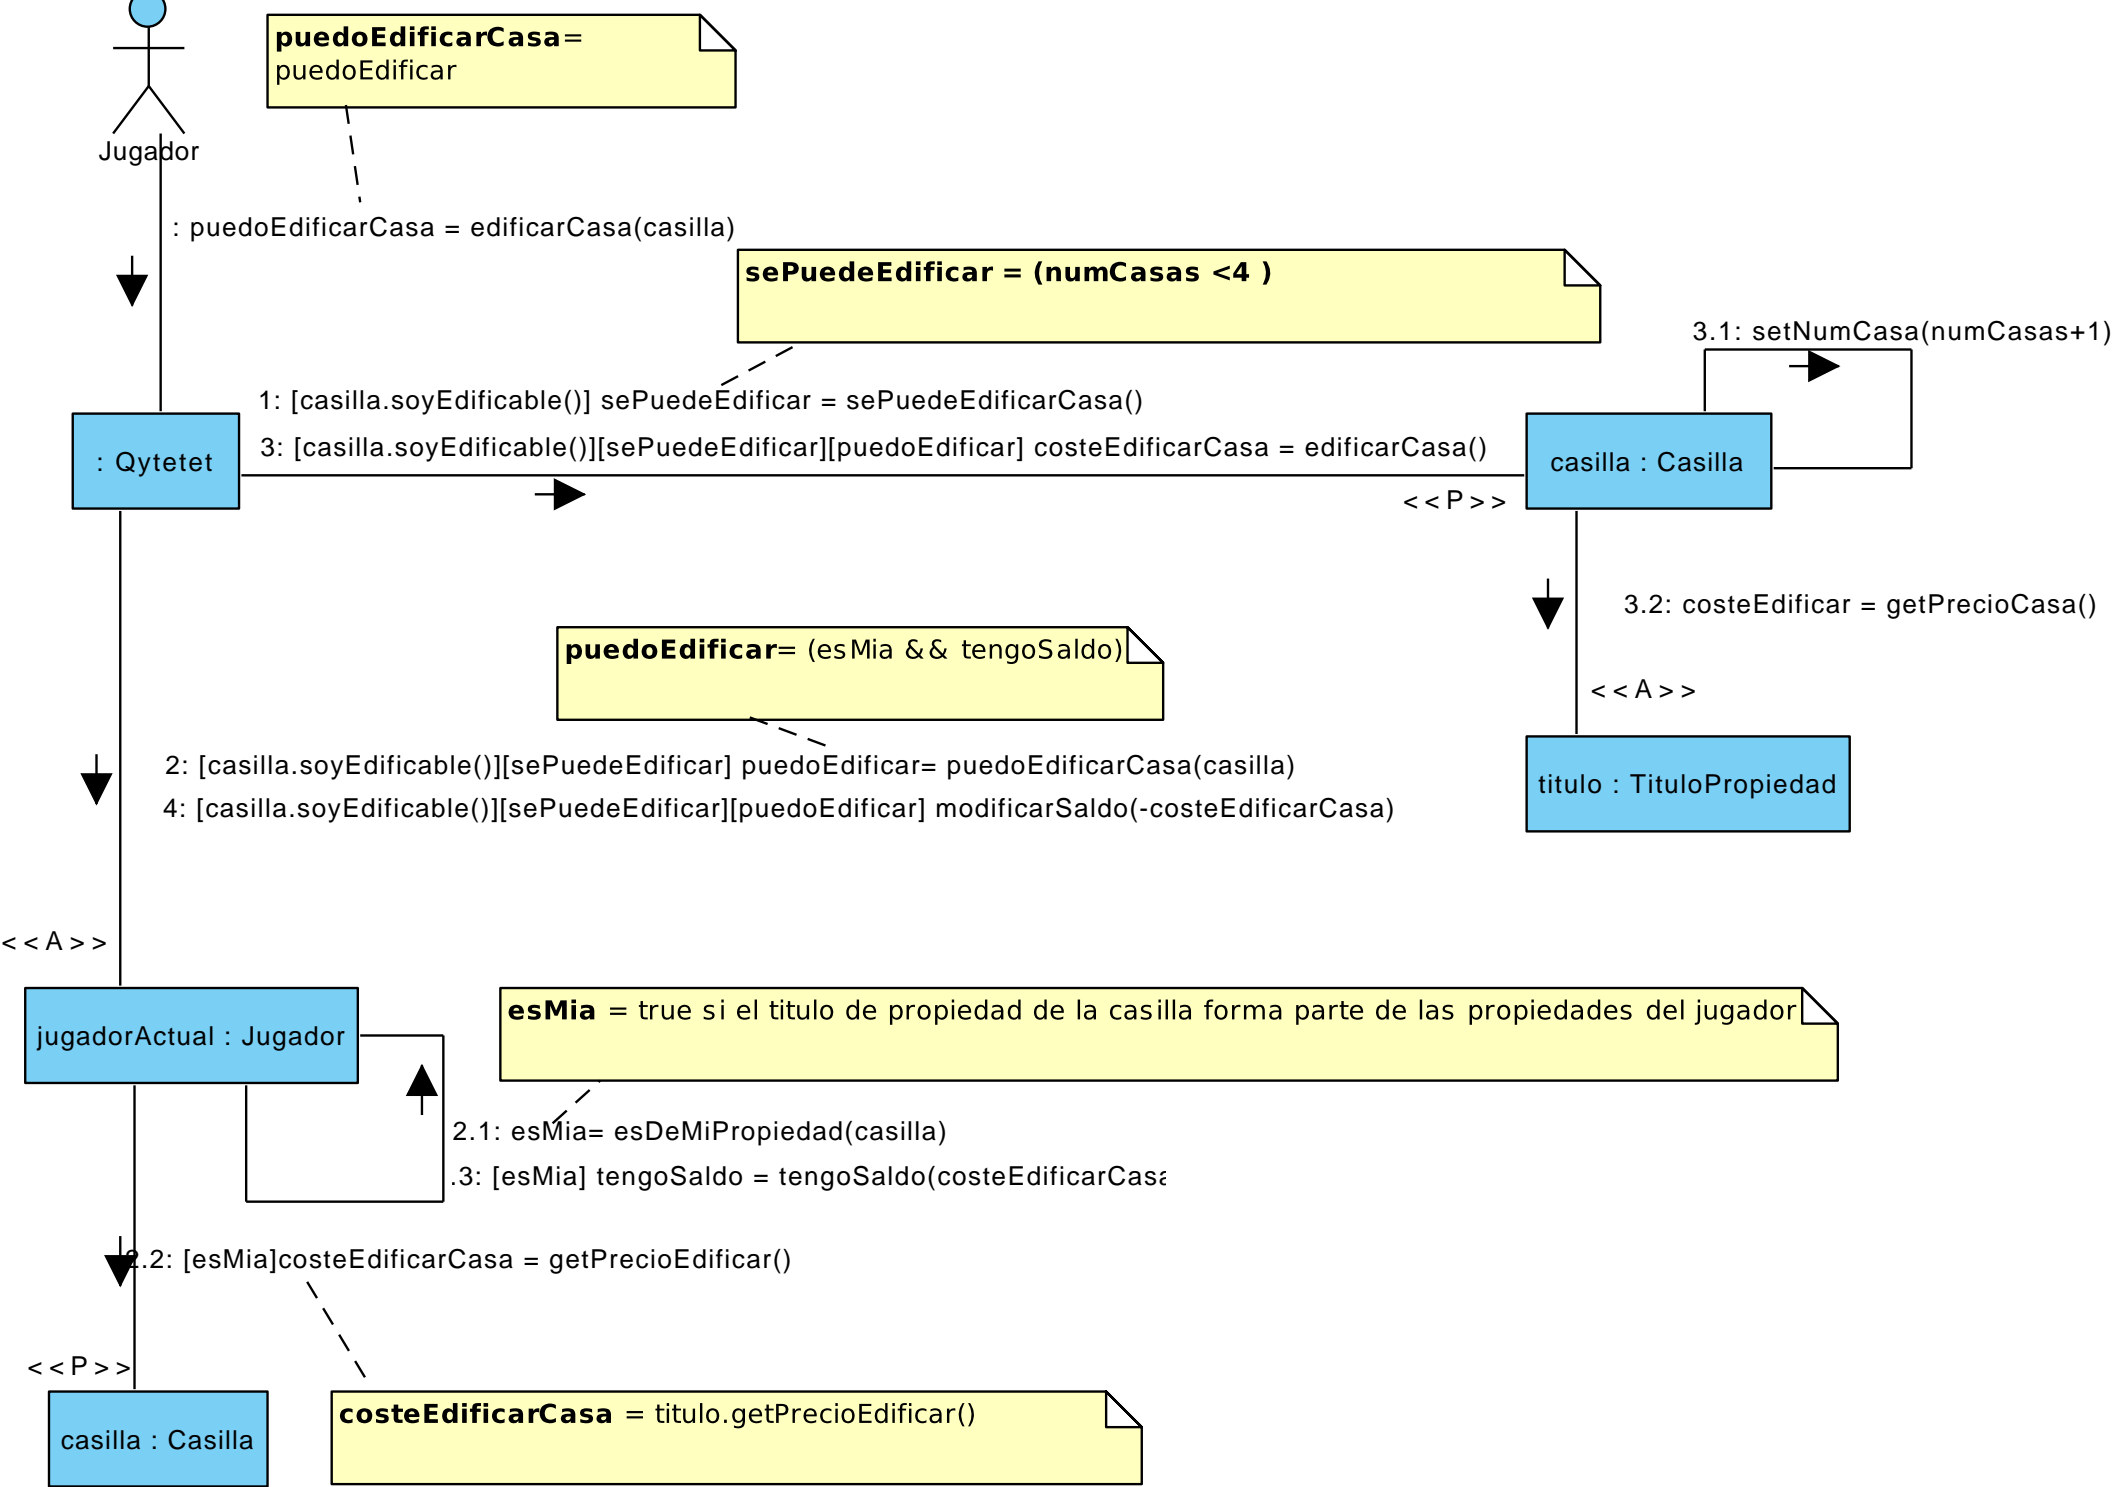 puedoEdificarCasa=
puedoEdificar
Jugador
: puedoEdificarCasa = edificarCasa(casilla)
sePuedeEdificar = (numCasas <4 )
3.1: setNumCasa(numCasas+1)
1: [casilla.soyEdificable()] sePuedeEdificar = sePuedeEdificarCasa()
3: [casilla.soyEdificable()][sePuedeEdificar][puedoEdificar] costeEdificarCasa = edificarCasa()
: Qytetet
casilla : Casilla
<<P>>
3.2: costeEdificar = getPrecioCasa()
puedoEdificar= (esMia && tengoSaldo)
<<A>>
2: [casilla.soyEdificable()][sePuedeEdificar] puedoEdificar= puedoEdificarCasa(casilla)
titulo : TituloPropiedad
4: [casilla.soyEdificable()][sePuedeEdificar][puedoEdificar] modificarSaldo(-costeEdificarCasa)
<<A>>
esMia = true si el titulo de propiedad de la casilla forma parte de las propiedades del jugador
jugadorActual : Jugador
2.1: esMia= esDeMiPropiedad(casilla)
.3: [esMia] tengoSaldo = tengoSaldo(costeEdificarCasa
2.2: [esMia]costeEdificarCasa = getPrecioEdificar()
<<P>>
costeEdificarCasa = titulo.getPrecioEdificar()
casilla : Casilla